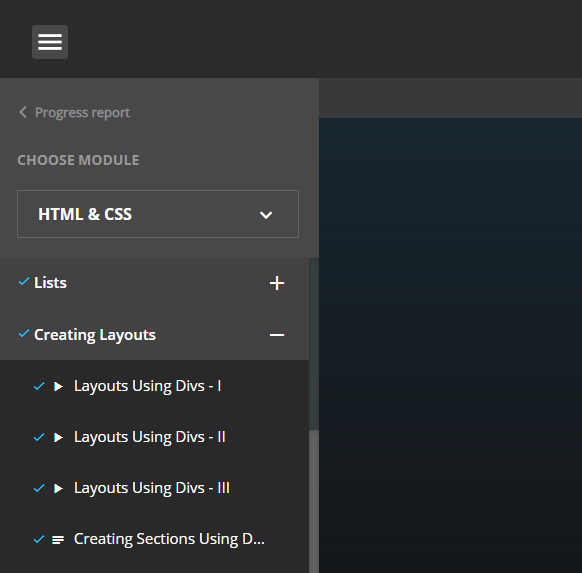 Progress report
CHOOSE MODULE
HTML & CSS
Lists
Creating Layouts
Layouts Using Divs - I
Layouts Using Divs - II
Layouts Using Divs - III
Creating Sections Using D...